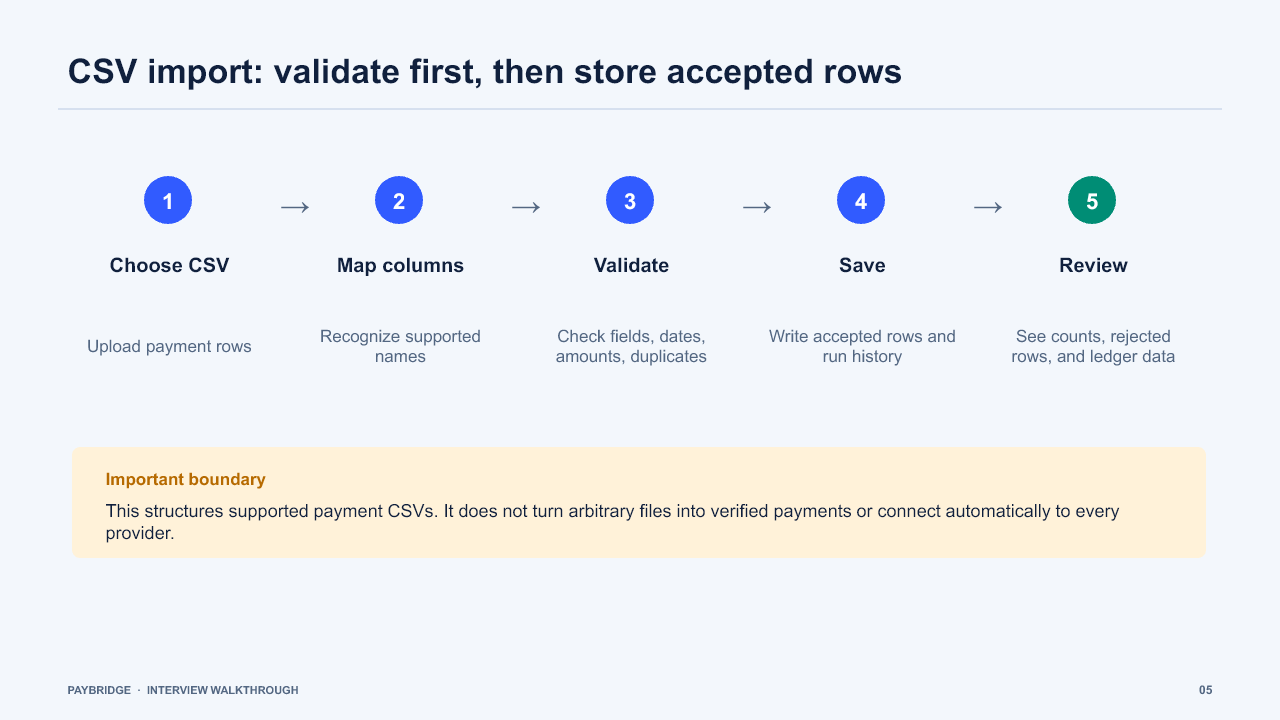 CSV import: validate first, then store accepted rows
1 → 2 → 3 → 4 → 5
Choose CSV Map columns Validate Save Review
Upload payment rows
Recognize supported
names
Check fields, dates,
amounts, duplicates
Write accepted rows and
run history
See counts, rejected
rows, and ledger data
Important boundary
This structures supported payment CSVs. It does not turn arbitrary files into verified payments or connect automatically to every
provider.
PAYBRIDGE · INTERVIEW WALKTHROUGH 05